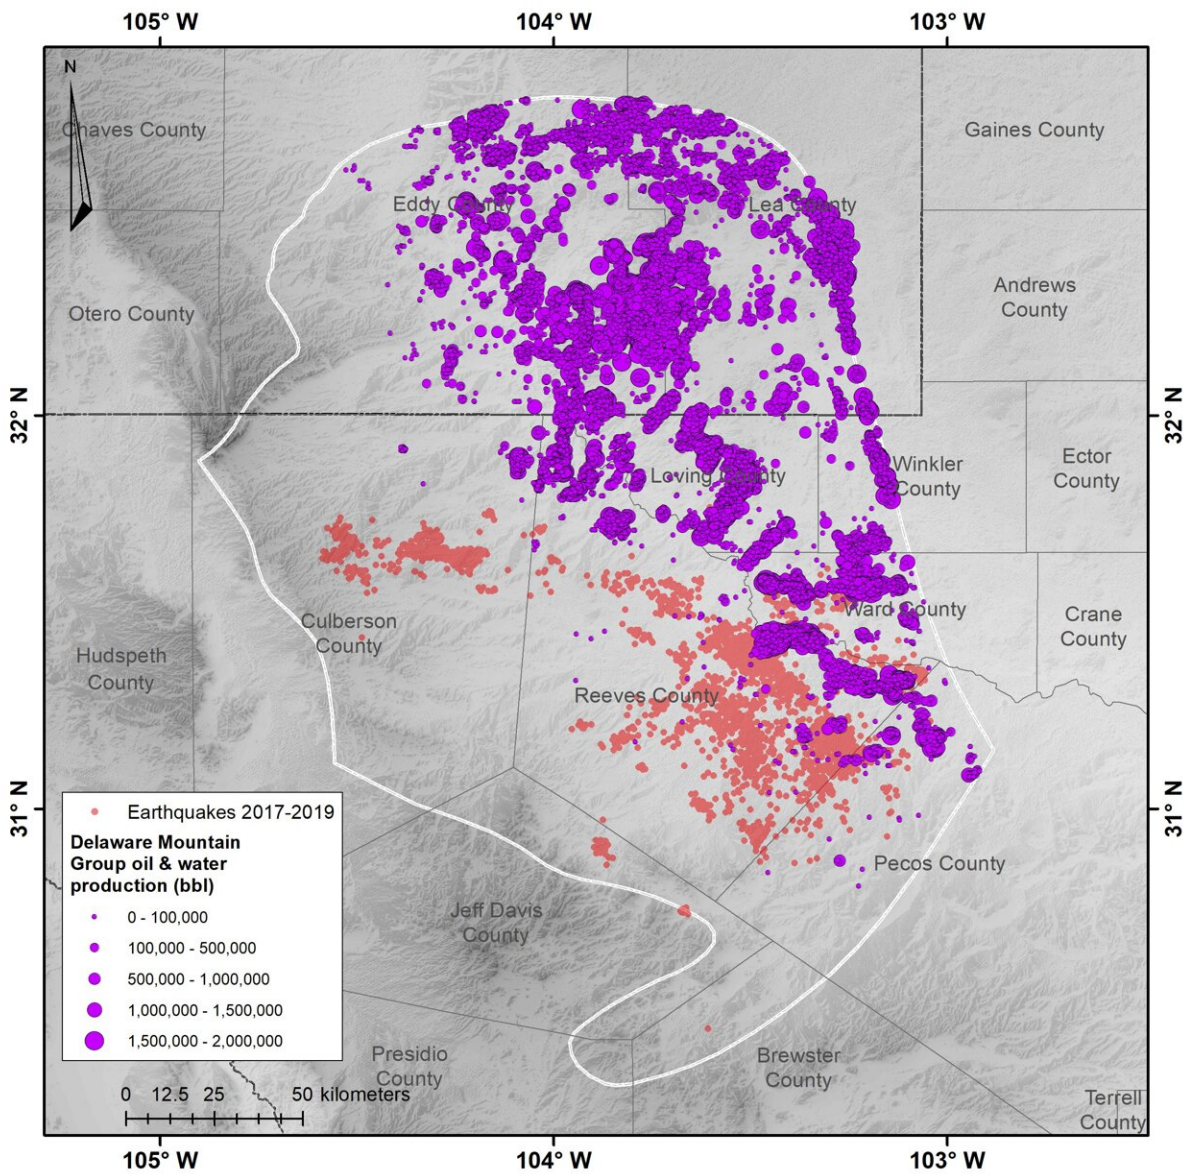 105° W
104° W
103° W
N
Chaves County
Gaines County
Eddy County
Lea County
Otero County
Andrews
County
32° N
32° N
Loving County
Winkler
County
Ector
County
Culberson
County
Ward County
Crane
County
Hudspeth
County
Reeves County
31° N
31° N
Earthquakes 2017-2019
Delaware Mountain
Group oil & water
production (bbl)
0 - 100,000
100,000 - 500,000
500,000 - 1,000,000
1,000,000 - 1,500,000
1,500,000 - 2,000,000
Pecos County
Jeff Davis
County
Presidio
County
Brewster
County
Terrell
County
0 12.5 25 50 kilometers
105° W
104° W
103° W